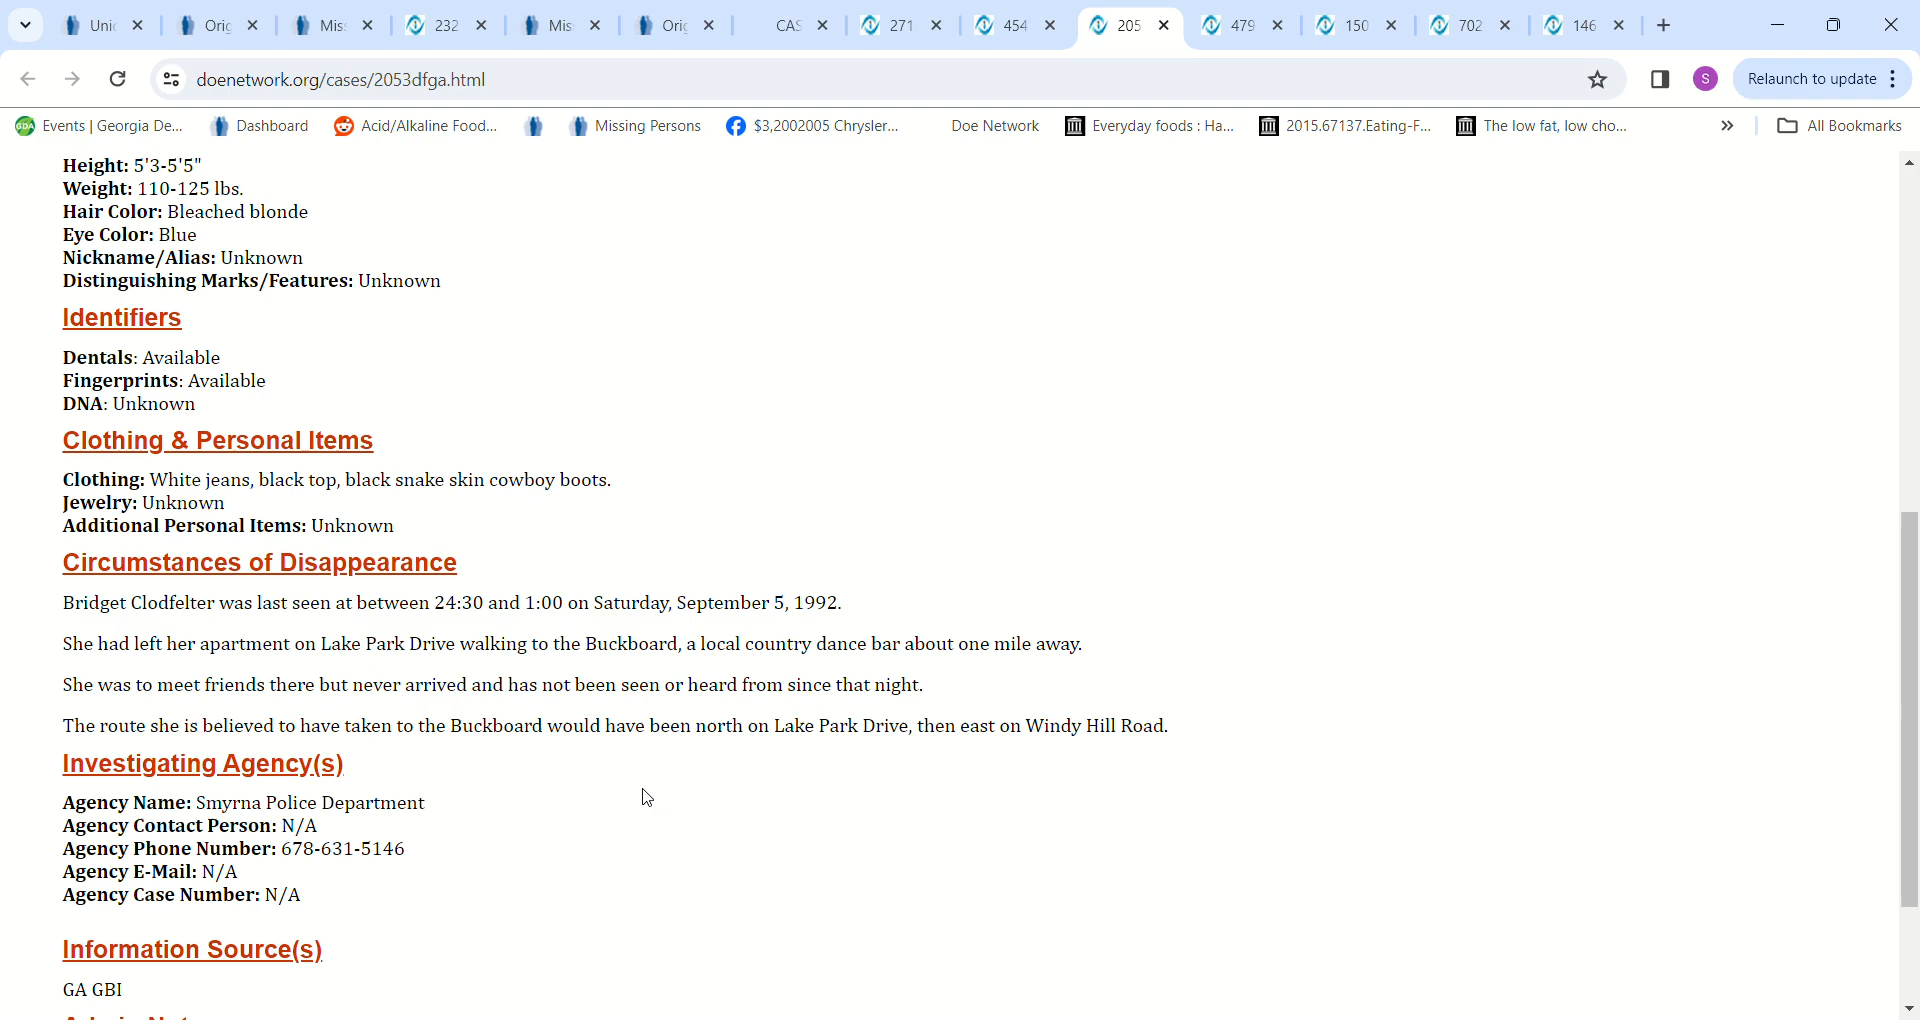 Unic
Orig
Mis
232
Mis
Orig
CAS
271
454
205
479
150
702
146
doenetwork.org/cases/2053dfga.html
S
Relaunch to update
GDA
Events | Georgia De...
Dashboard
Acid/Alkaline Food...
Missing Persons
$3,2002005 Chrysler...
Doe Network
Everyday foods : Ha...
2015.67137.Eating-F...
The low fat, low cho...
»
All Bookmarks
Height: 5'3-5'5"
Weight: 110-125 lbs.
Hair Color: Bleached blonde
Eye Color: Blue
Nickname/Alias: Unknown
Distinguishing Marks/Features: Unknown
Identifiers
Dentals: Available
Fingerprints: Available
DNA: Unknown
Clothing & Personal Items
Clothing: White jeans, black top, black snake skin cowboy boots.
Jewelry: Unknown
Additional Personal Items: Unknown
Circumstances of Disappearance
Bridget Clodfelter was last seen at between 24:30 and 1:00 on Saturday, September 5, 1992.
She had left her apartment on Lake Park Drive walking to the Buckboard, a local country dance bar about one mile away.
She was to meet friends there but never arrived and has not been seen or heard from since that night.
The route she is believed to have taken to the Buckboard would have been north on Lake Park Drive, then east on Windy Hill Road.
Investigating Agency(s)
Agency Name: Smyrna Police Department
Agency Contact Person: N/A
Agency Phone Number: 678-631-5146
Agency E-Mail: N/A
Agency Case Number: N/A
Information Source(s)
GA GBI